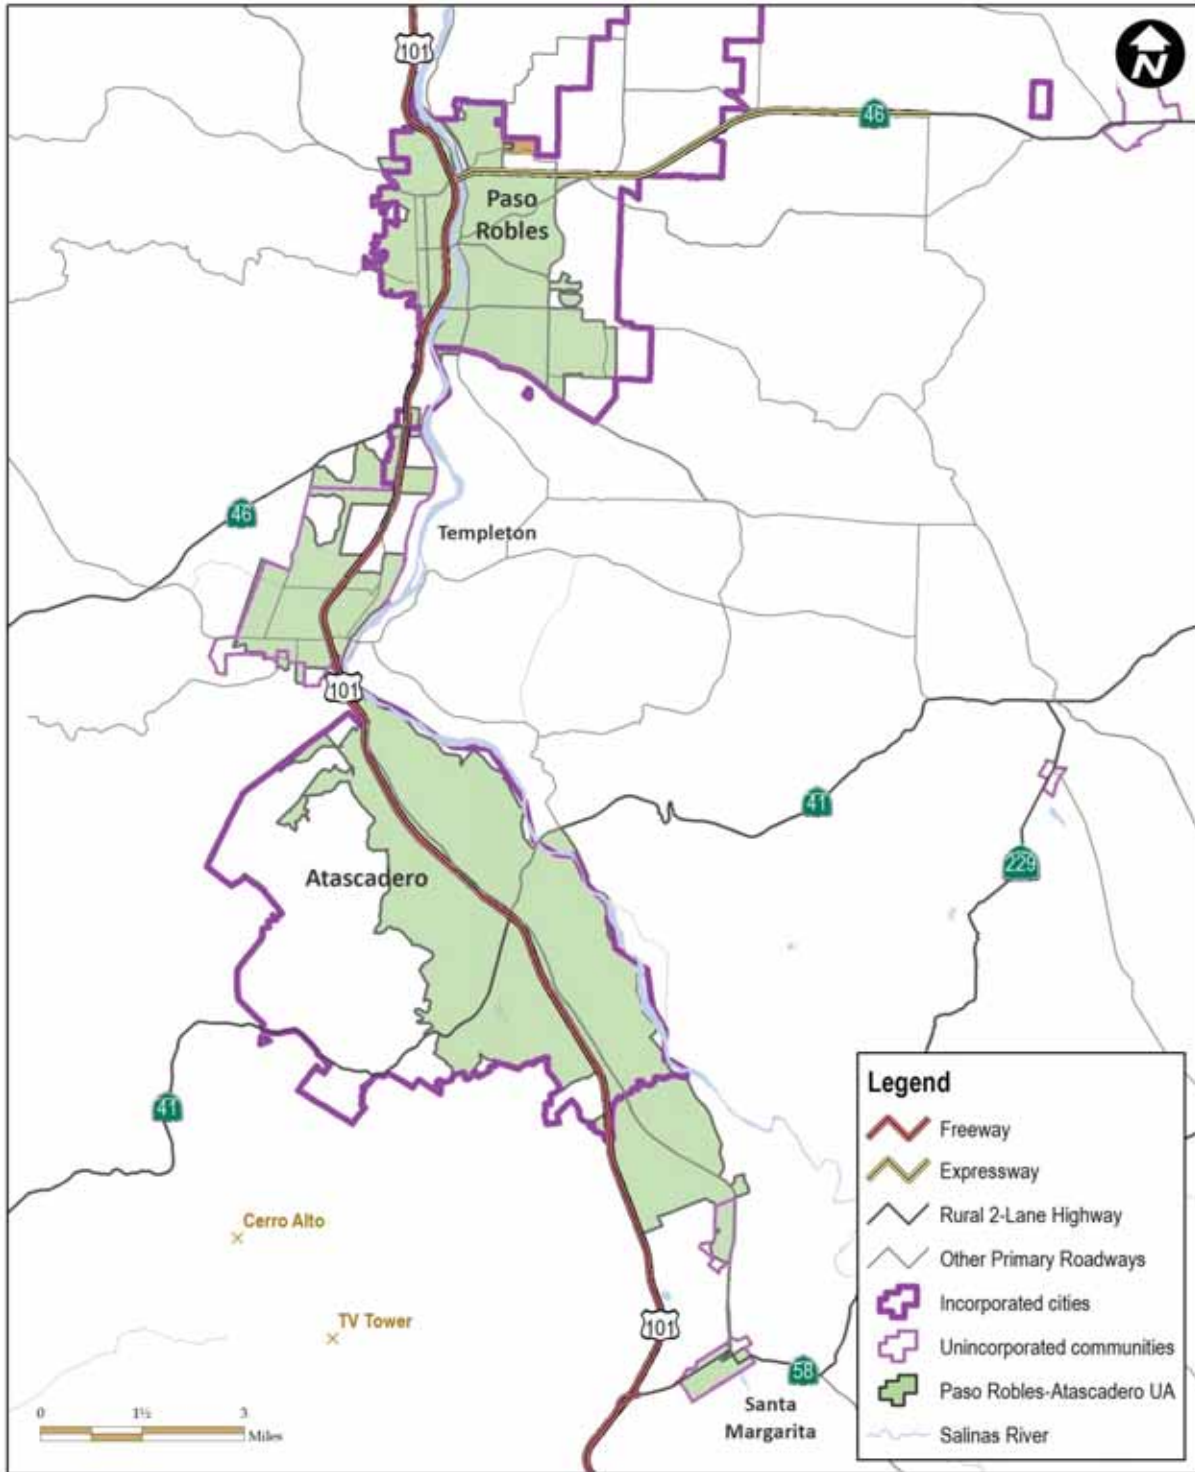 101
N
46
Paso
Robles
46
Templeton
101
41
229
Atascadero
41
Cerro Alto
TV Tower
101
58
Santa
Margarita
0 1½ 3
Miles
Legend
Freeway
Expressway
Rural 2-Lane Highway
Other Primary Roadways
Incorporated cities
Unincorporated communities
Paso Robles-Atascadero UA
Salinas River